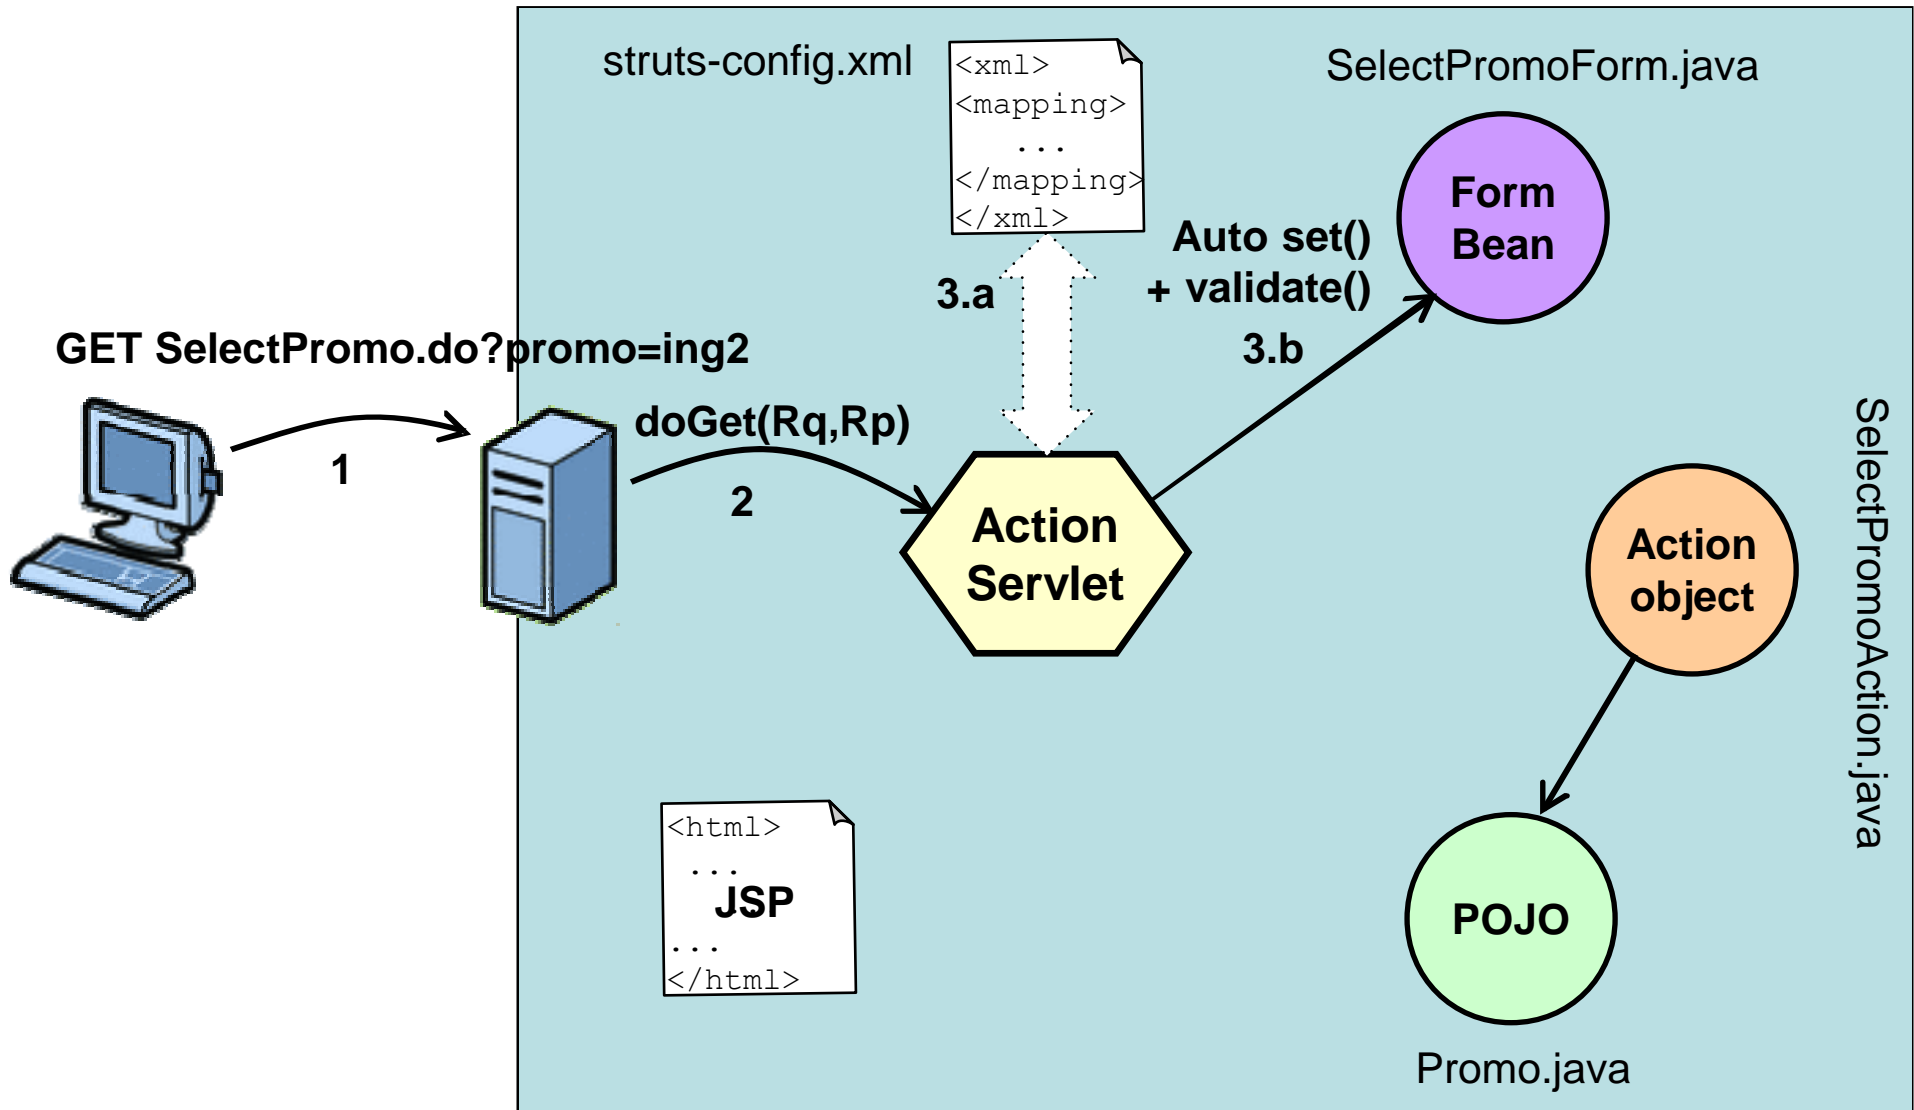 struts-config.xml
<xml>
<mapping>
...
</mapping>
</xml>
SelectPromoForm.java
Form
Bean
Auto set()
+ validate()
3.a
3.b
GET SelectPromo.do?promo=ing2
1
doGet(Rq,Rp)
2
Action
Servlet
Action
object
SelectPromoAction.java
<html>
...
JSP
...
</html>
POJO
Promo.java